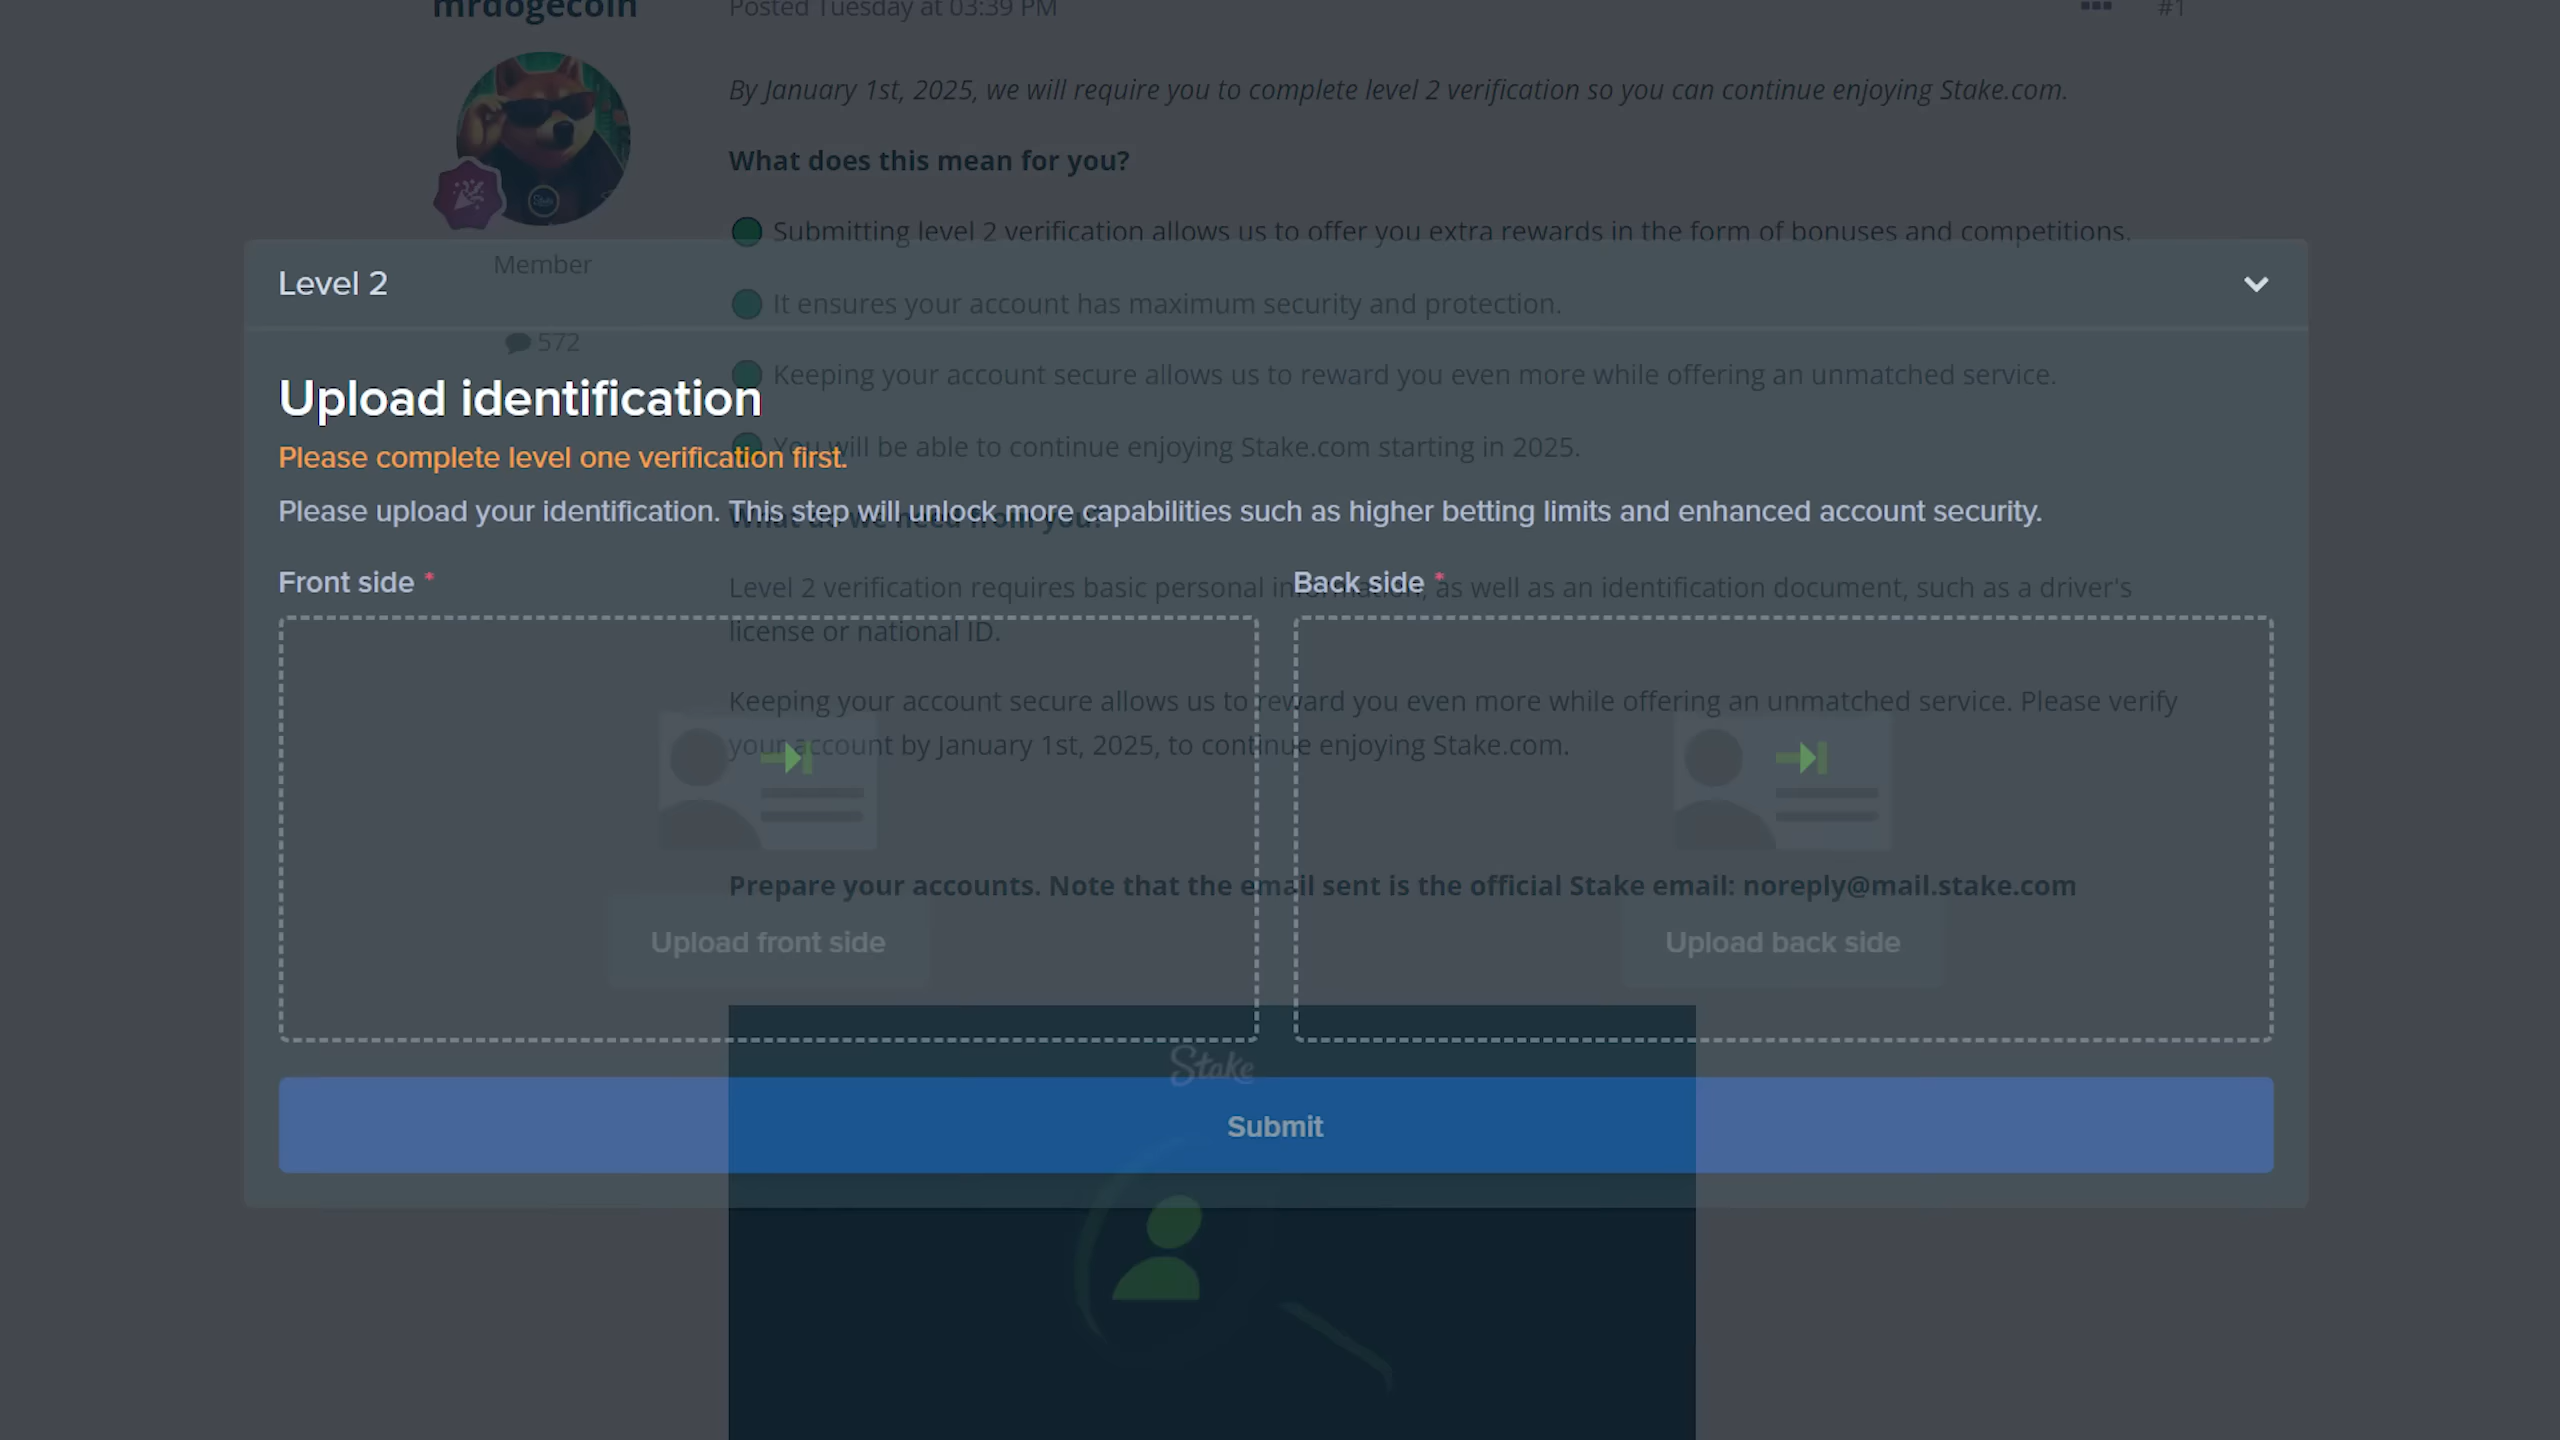 mrdogecoin
Posted Tuesday at 03:39 PM
#1
By January 1st, 2025, we will require you to complete level 2 verification so you can continue enjoying Stake.com.
What does this mean for you?
Submitting level 2 verification allows us to offer you extra rewards in the form of bonuses and competitions.
Member
Level 2
It ensures your account has maximum security and protection.
572
Keeping your account secure allows us to reward you even more while offering an unmatched service.
Upload identification
You will be able to continue enjoying Stake.com starting in 2025.
Please complete level one verification first.
Please upload your identification. This step will unlock more capabilities such as higher betting limits and enhanced account security.
What do we need from you?
Front side *
Back side *
Level 2 verification requires basic personal information, as well as an identification document, such as a driver's
license or national ID.
Keeping your account secure allows us to reward you even more while offering an unmatched service. Please verify
your account by January 1st, 2025, to continue enjoying Stake.com.
Prepare your accounts. Note that the email sent is the official Stake email: noreply@mail.stake.com
Upload front side
Upload back side
Stake
Submit